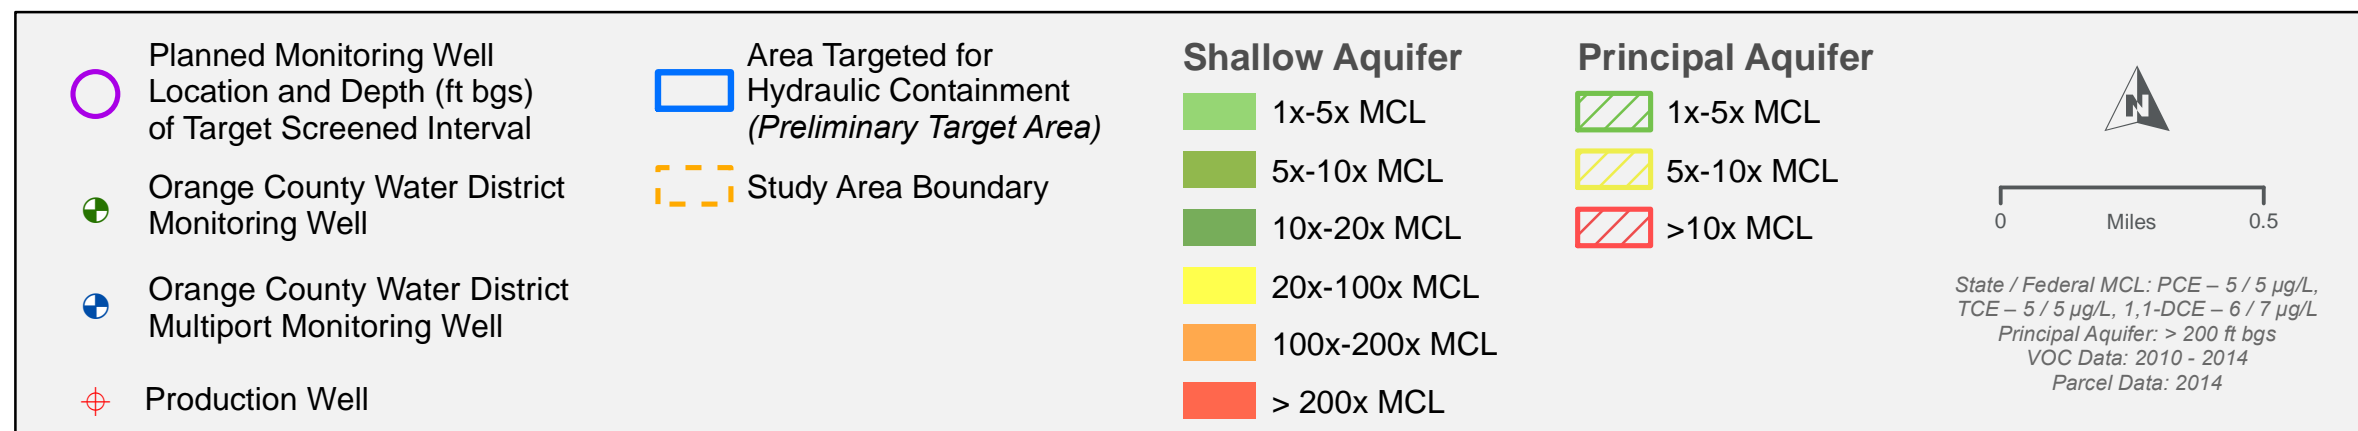 Planned Monitoring Well
Location and Depth (ft bgs)
of Target Screened Interval
Orange County Water District
Monitoring Well
Orange County Water District
Multiport Monitoring Well
Production Well
Area Targeted for
Hydraulic Containment
(Preliminary Target Area)
Study Area Boundary
Shallow Aquifer
1x-5x MCL
5x-10x MCL
10x-20x MCL
20x-100x MCL
100x-200x MCL
> 200x MCL
Principal Aquifer
1x-5x MCL
5x-10x MCL
>10x MCL
N
0 Miles 0.5
State / Federal MCL: PCE – 5 / 5 µg/L,
TCE – 5 / 5 µg/L, 1,1-DCE – 6 / 7 µg/L
Principal Aquifer: > 200 ft bgs
VOC Data: 2010 - 2014
Parcel Data: 2014